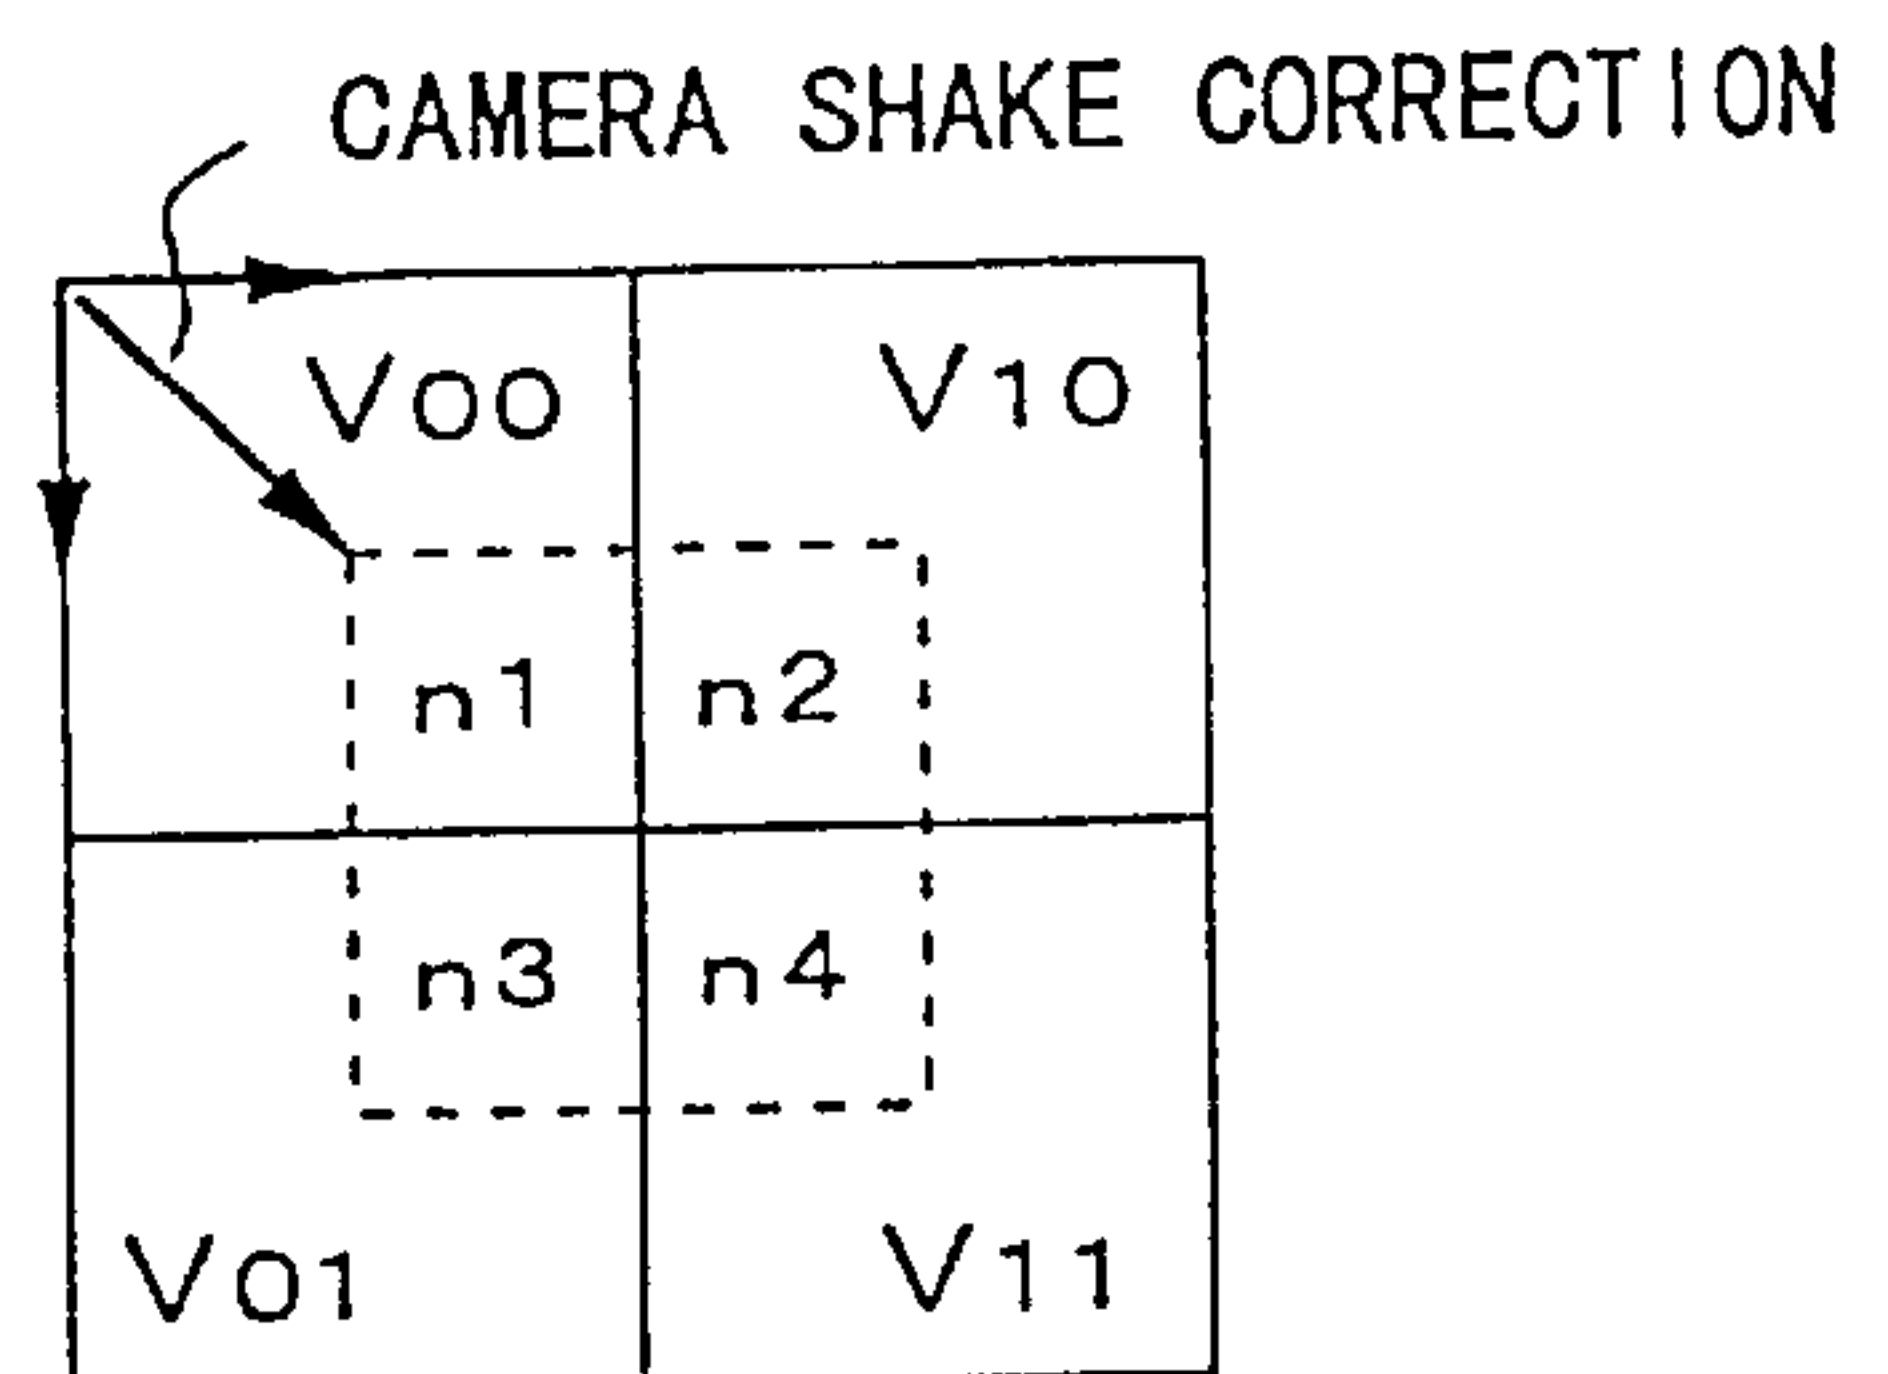 CAMERA SHAKE CORRECTION
V00 V10
n1 n2
n3 n4
V01 V11